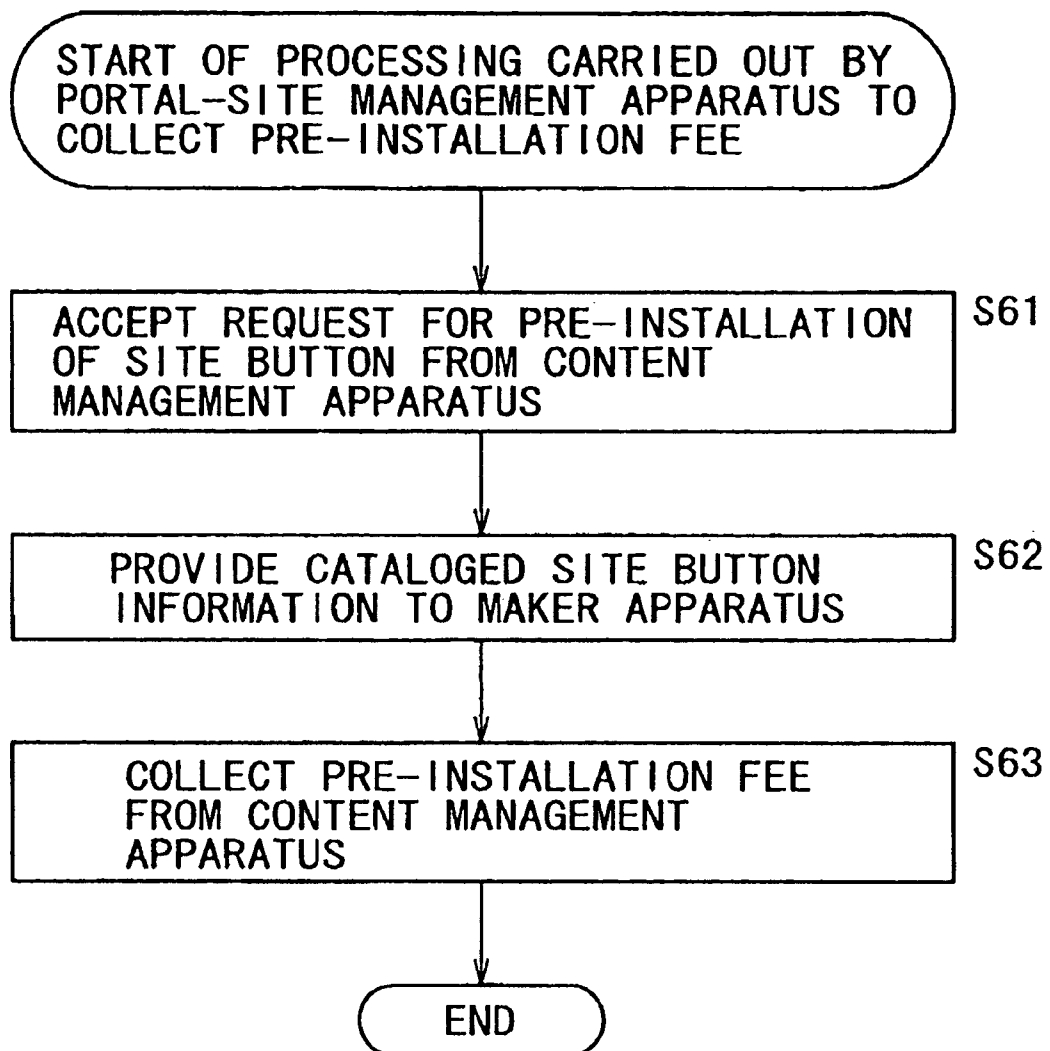 START OF PROCESSING CARRIED OUT BY
PORTAL-SITE MANAGEMENT APPARATUS TO
COLLECT PRE-INSTALLATION FEE
ACCEPT REQUEST FOR PRE-INSTALLATION
OF SITE BUTTON FROM CONTENT
MANAGEMENT APPARATUS
S61
PROVIDE CATALOGED SITE BUTTON
INFORMATION TO MAKER APPARATUS
S62
COLLECT PRE-INSTALLATION FEE
FROM CONTENT MANAGEMENT
APPARATUS
S63
END